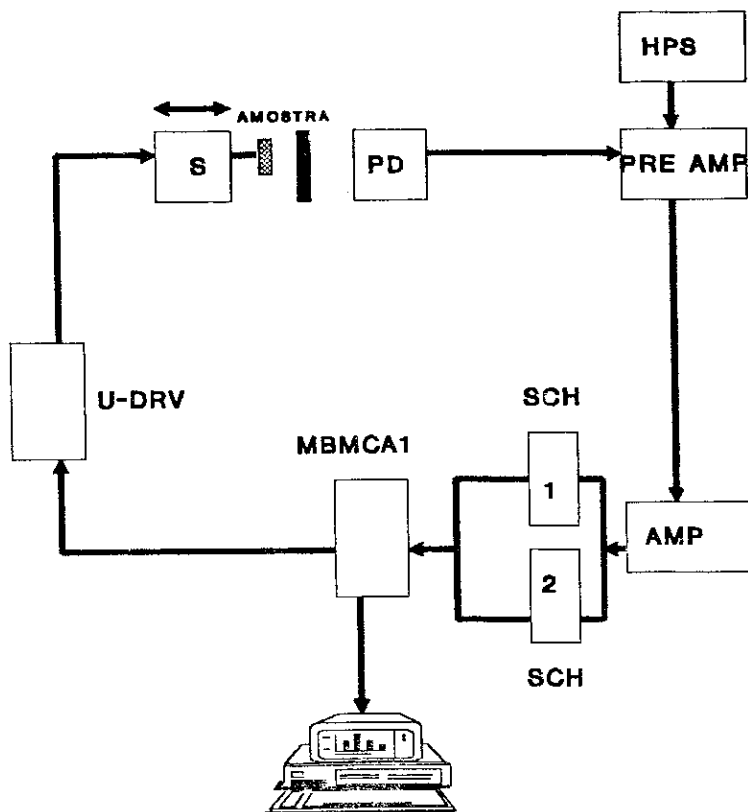 HPS
AMOSTRA
S
PD
PRE AMP
U-DRV
SCH
MBMCA1
1
AMP
2
SCH